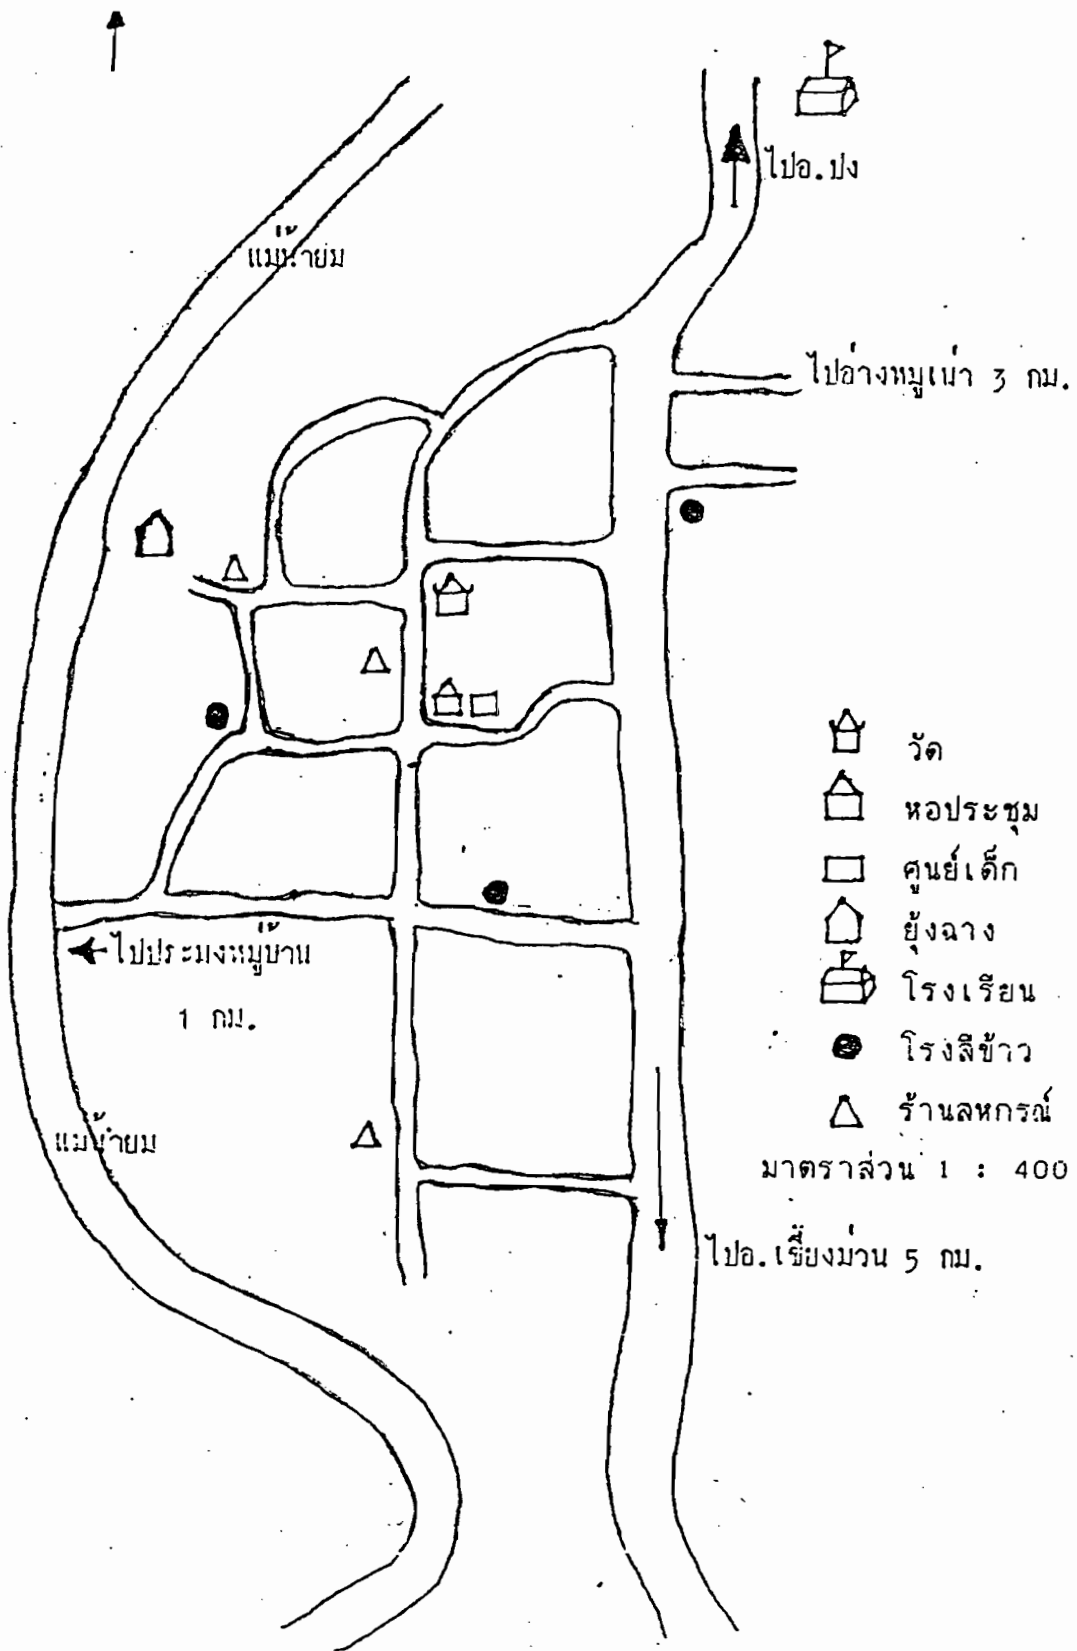 ไปอ.ปง
แม่น้ำยม
ไปอ่างหมูเน่า 3 กม.
วัด
หอประชุม
ศูนย์เด็ก
ยุ้งฉาง
โรงเรียน
โรงสีข้าว
ร้านสหกรณ์
มาตราส่วน 1 : 400
ไปประมงหมู่บ้าน
1 กม.
แม่น้ำยม
ไปอ.เชียงม่วน 5 กม.